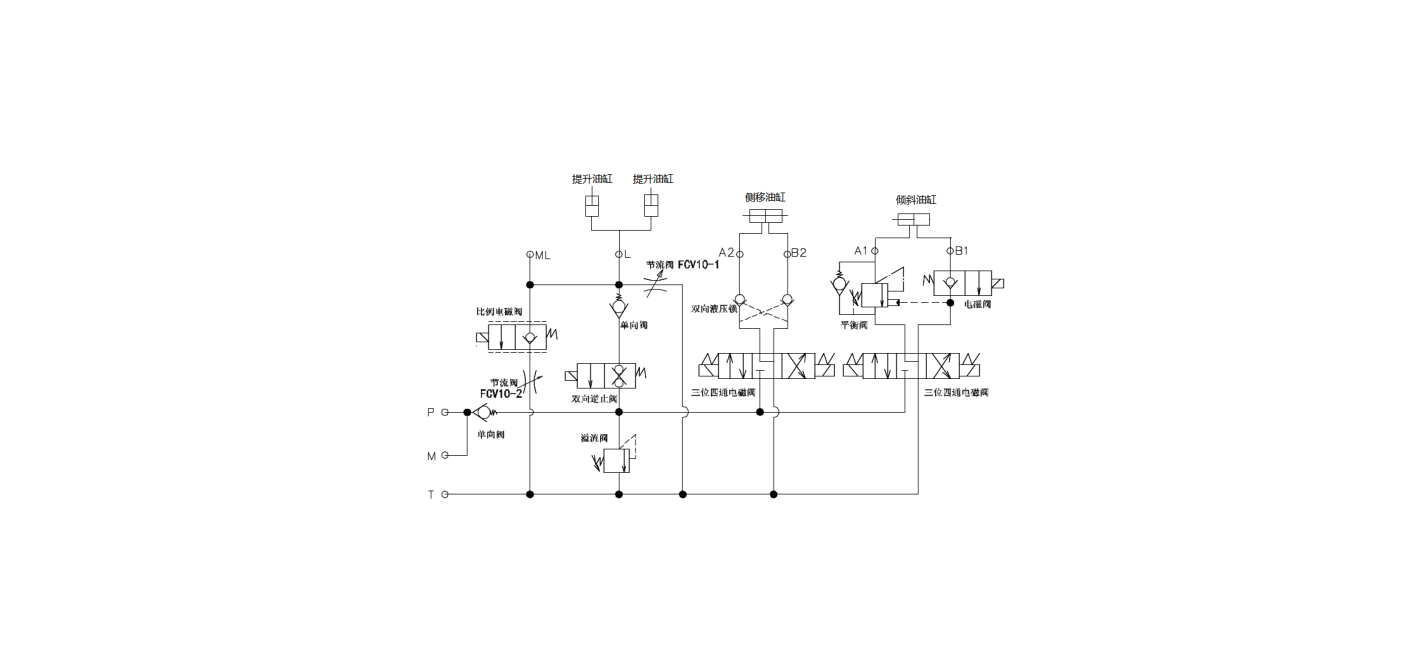 提升油缸 提升油缸
侧移油缸
倾斜油缸
ML
L
A2
B2
A1
B1
节流阀 FCV10-1
比例电磁阀
单向阀
双向液压锁
平衡阀
电磁阀
节流阀
FCV10-2
双向逆止阀
三位四通电磁阀
三位四通电磁阀
P
单向阀
溢流阀
M
T